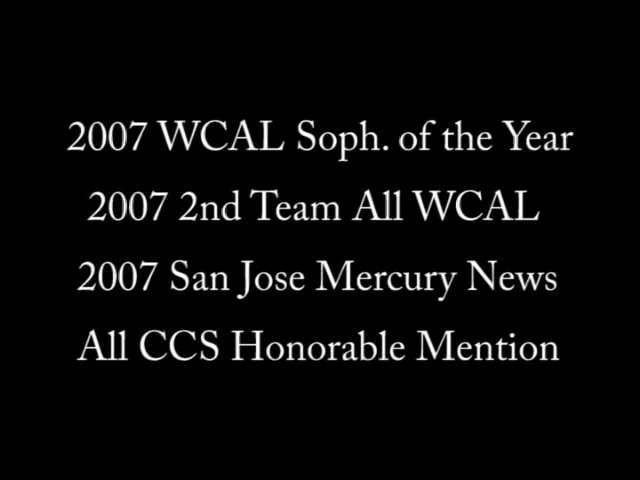 2007 WCAL Soph. of the Year
2007 2nd Team All WCAL
2007 San Jose Mercury News
All CCS Honorable Mention